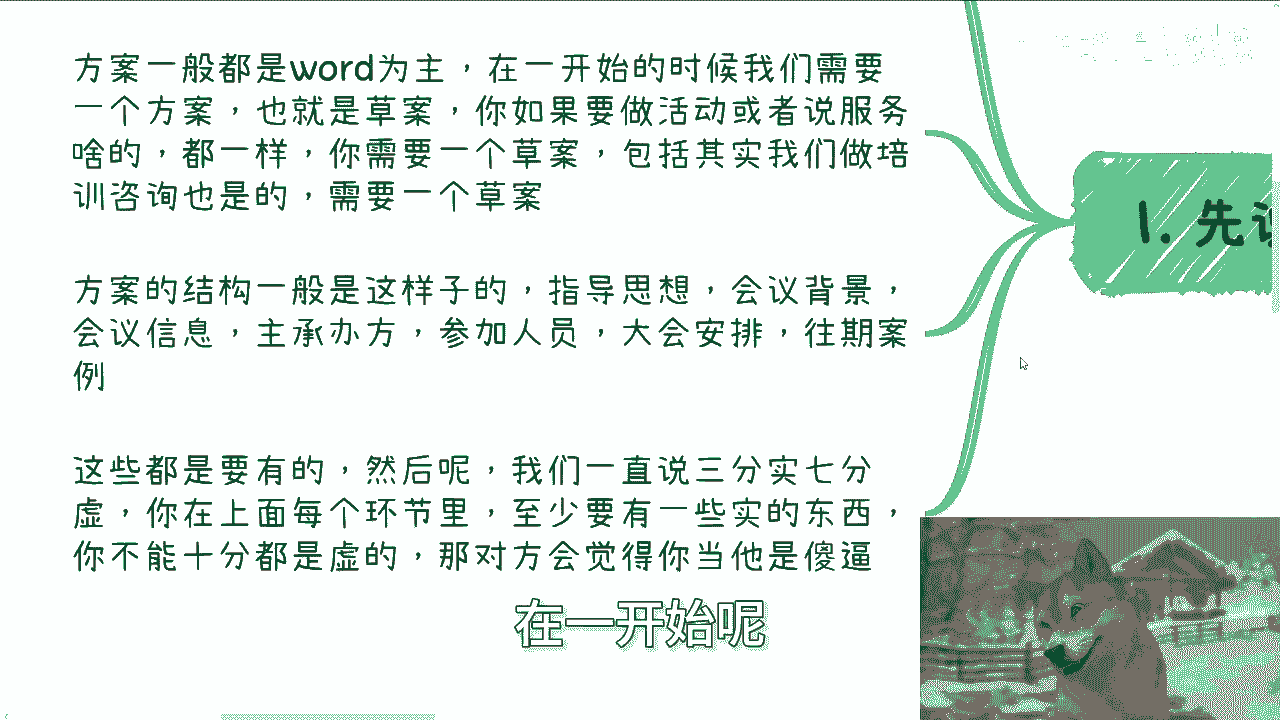 方案一般都是word为主，在一开始的时候我们需要
一个方案，也就是草案，你如果要做活动或者说服务
啥的，都一样，你需要一个草案，包括其实我们做培
训咨询也是的，需要一个草案
方案的结构一般是这样子的，指导思想，会议背景，
会议信息，主承办方，参加人员，大会安排，往期案
例
这些都是要有的，然后呢，我们一直说三分实七分
虚，你在上面每个环节里，至少要有一些实的东西，
你不能十分都是虚的，那对方会觉得你当他是傻逼
1. 先
在一开始呢